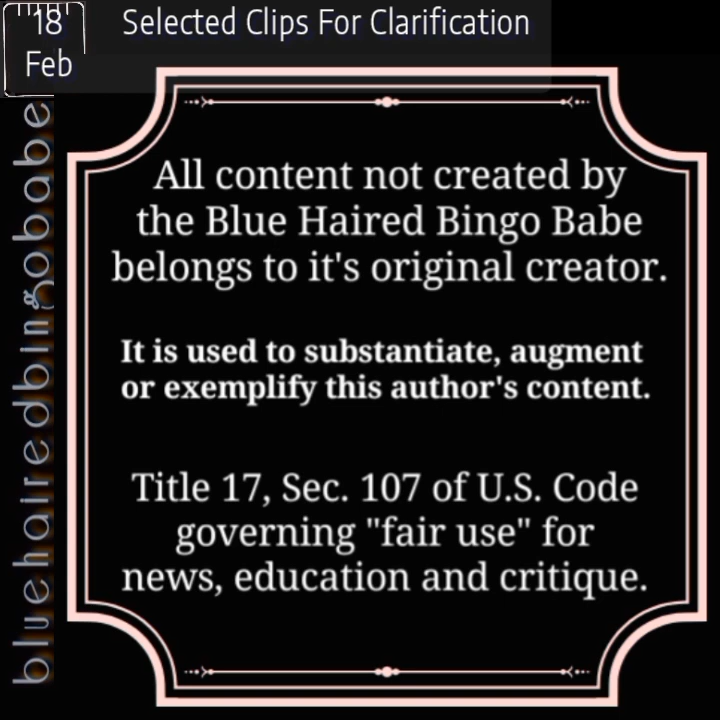 18
Feb
Selected Clips For Clarification
bluehairedbingobabe
All content not created by
the Blue Haired Bingo Babe
belongs to it's original creator.
It is used to substantiate, augment
or exemplify this author's content.
Title 17, Sec. 107 of U.S. Code
governing "fair use" for
news, education and critique.